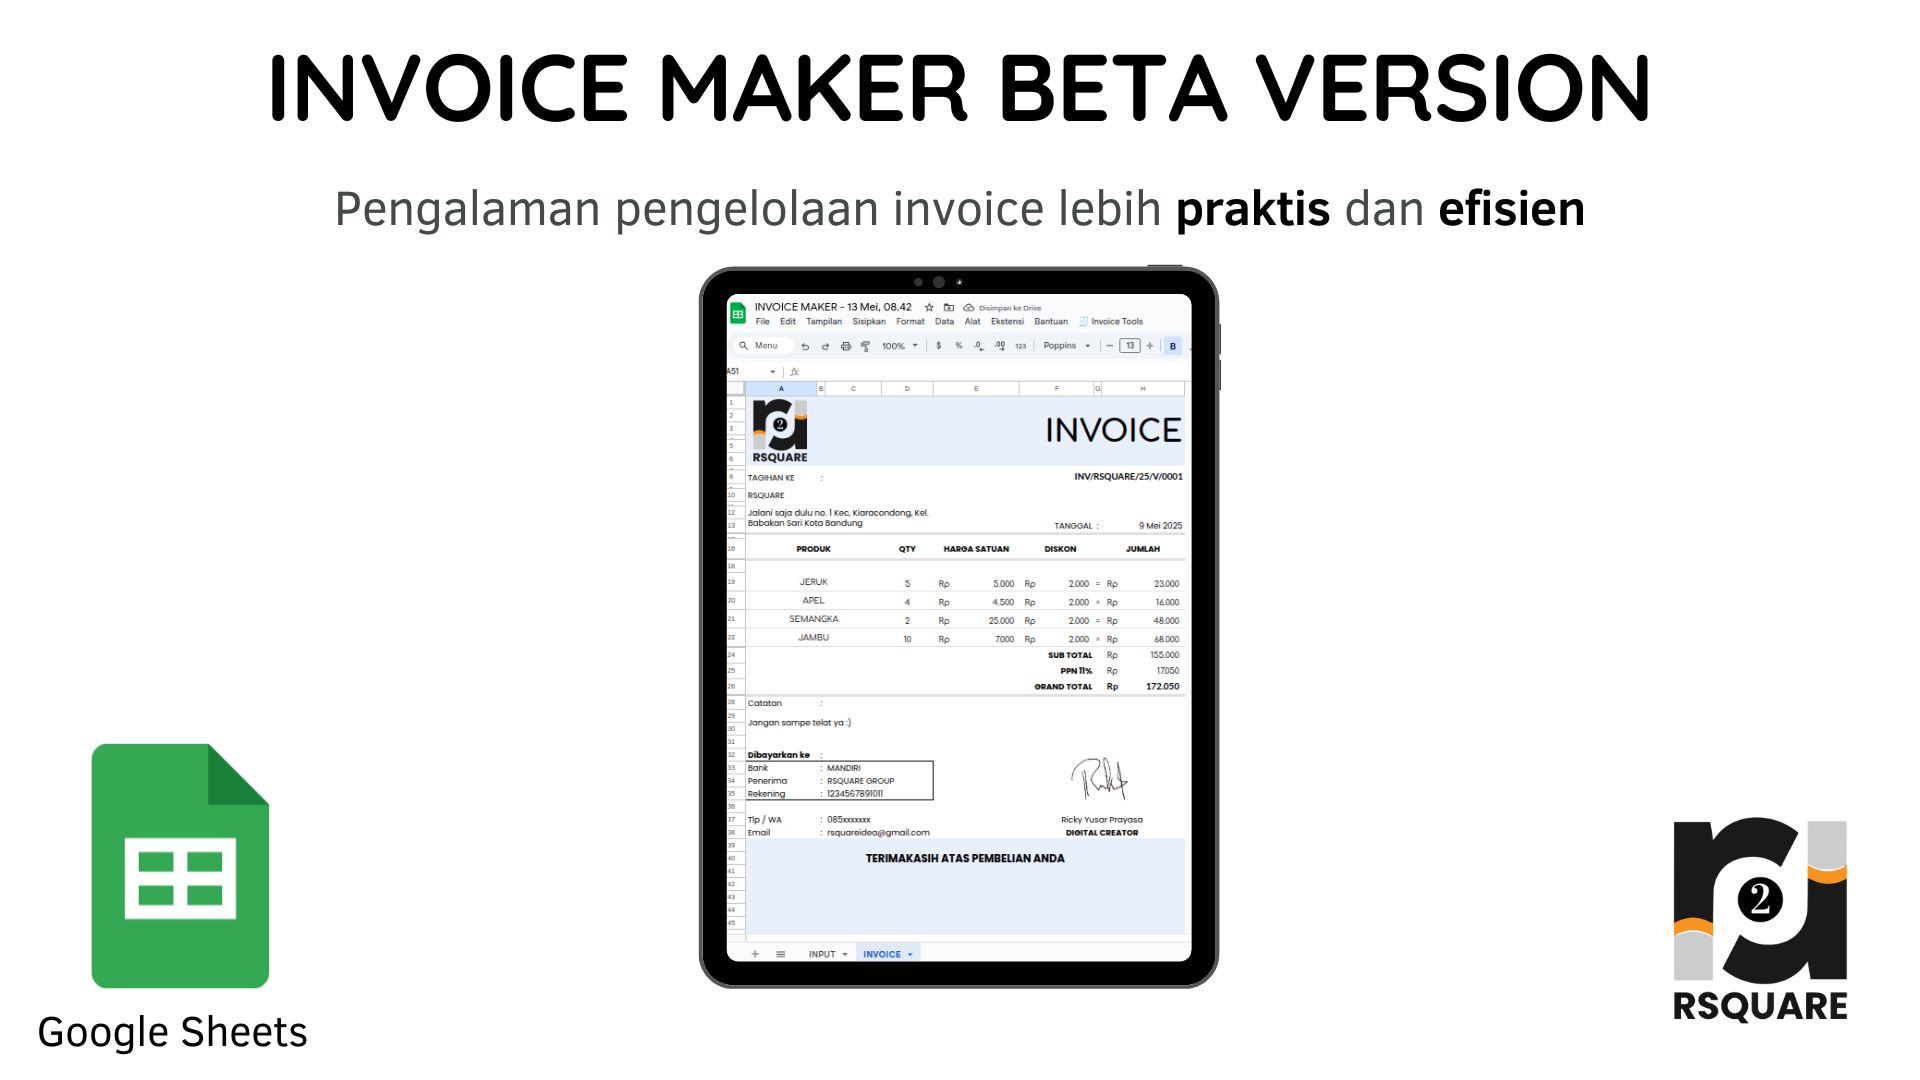 INVOICE MAKER BETA VERSION
Pengalaman pengelolaan invoice lebih praktis dan efisien
INVOICE MAKER - 13 Mei, 08.42 Disimpan ke Drive
File Edit Tampilan Sisipkan Format Data Alat Ekstensi Bantuan Invoice Tools
Menu 100% $ % .0 .00 123 Poppins 13 B
A51 fx
A B C D E F G H
2
RSQUARE
INVOICE
TAGIHAN KE : INV/RSQUARE/25/V/0001
RSQUARE
Jalani saja dulu no. 1 Kec, Kiaracondong, Kel.
Babakan Sari Kota Bandung TANGGAL : 9 Mei 2025
PRODUK QTY HARGA SATUAN DISKON JUMLAH
JERUK 5 Rp 5.000 Rp 2.000 = Rp 23.000
APEL 4 Rp 4.500 Rp 2.000 = Rp 16.000
SEMANGKA 2 Rp 25.000 Rp 2.000 = Rp 48.000
JAMBU 10 Rp 7.000 Rp 2.000 = Rp 68.000
SUB TOTAL Rp 155.000
PPN 11% Rp 17.050
GRAND TOTAL Rp 172.050
Catatan :
Jangan sampe telat ya :)
Dibayarkan ke :
Bank : MANDIRI
Penerima : RSQUARE GROUP
Rekening : 1234567891011
Tlp / WA : 085xxxxxxx Ricky Yusar Prayasa
Email : rsquareidea@gmail.com DIGITAL CREATOR
TERIMAKASIH ATAS PEMBELIAN ANDA
INPUT INVOICE
Google Sheets
2
RSQUARE